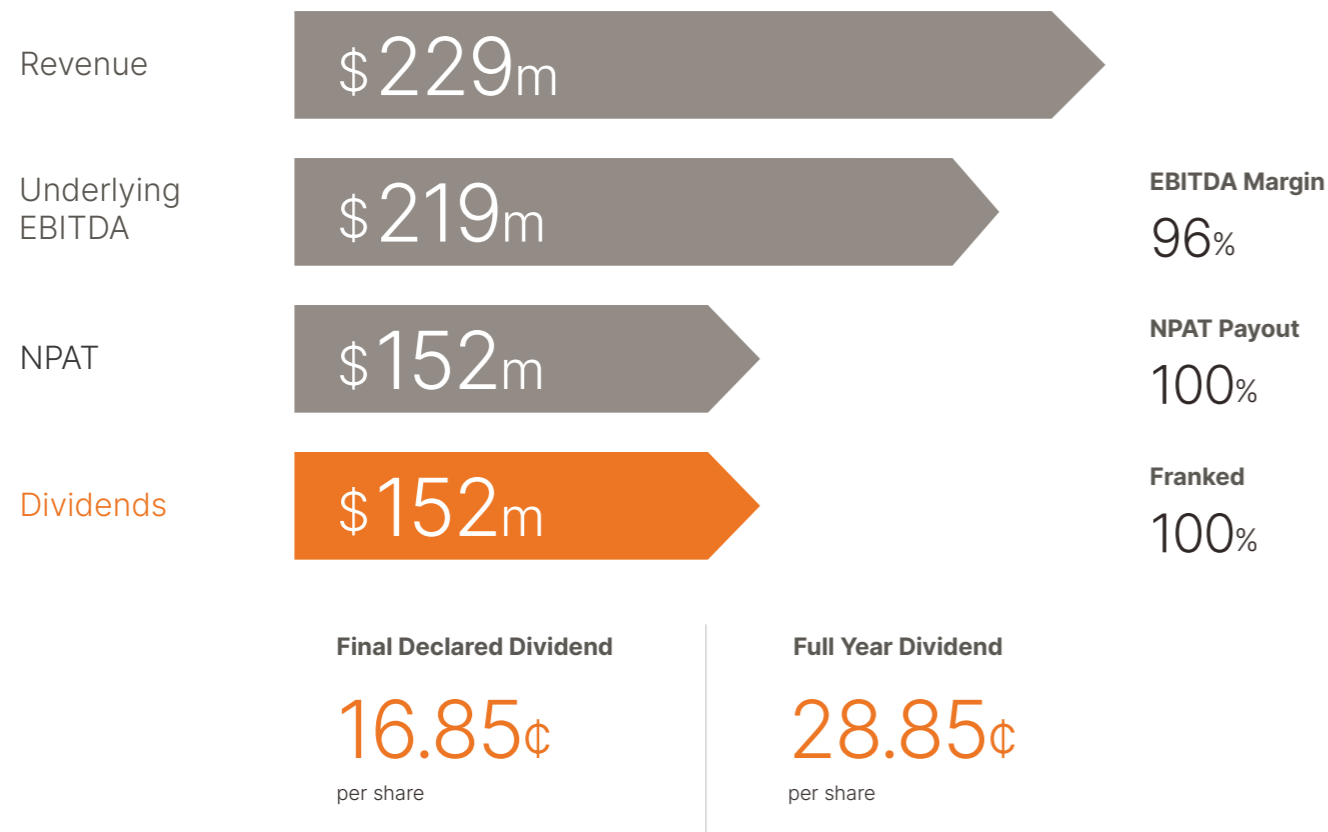 Revenue
$229m
Underlying
EBITDA
$219m
EBITDA Margin
96%
NPAT
$152m
NPAT Payout
100%
Dividends
$152m
Franked
100%
Final Declared Dividend
16.85¢
per share
Full Year Dividend
28.85¢
per share